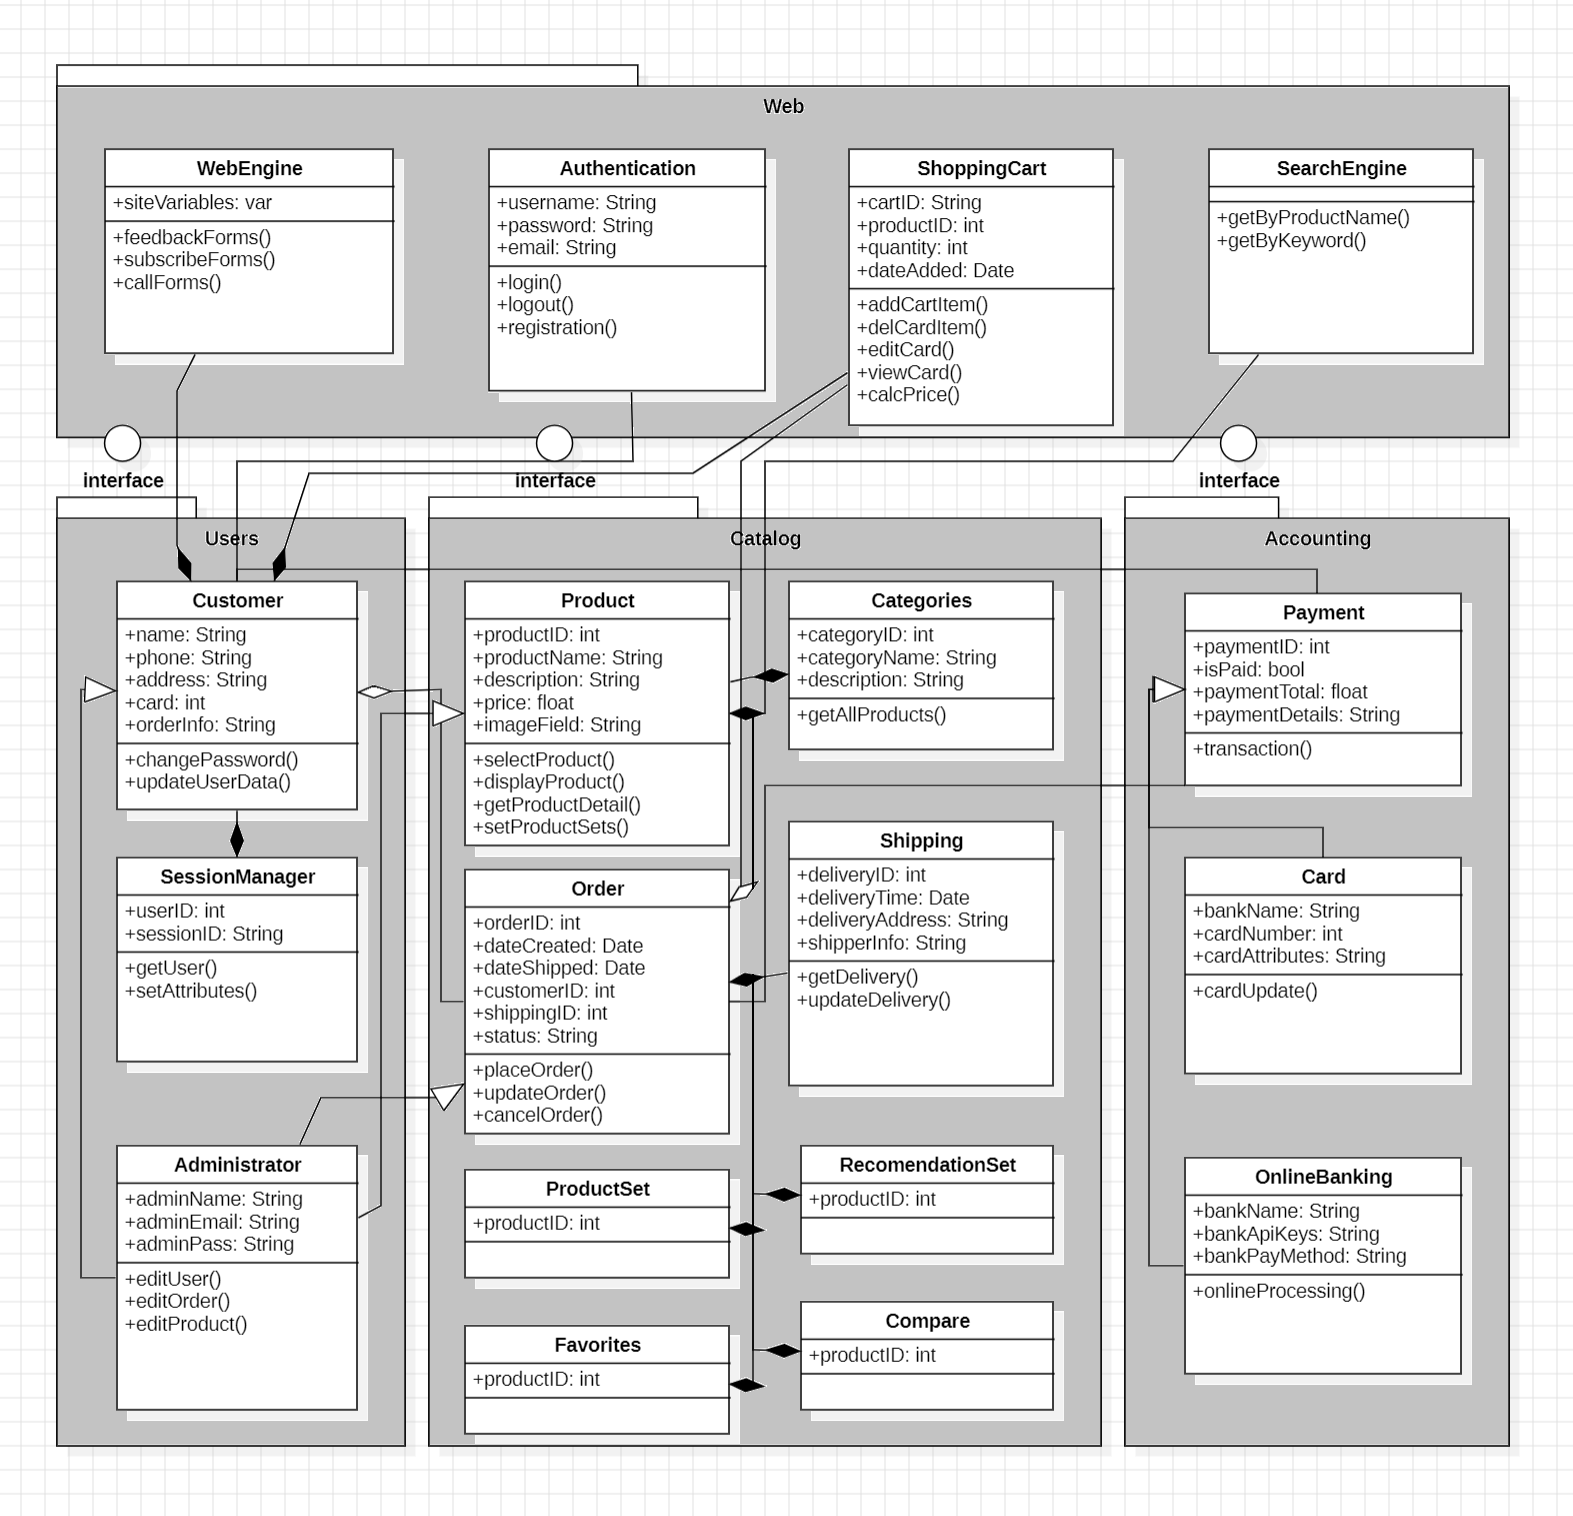 Web
WebEngine
+siteVariables: var
+feedbackForms()
+subscribeForms()
+callForms()
Authentication
+username: String
+password: String
+email: String
+login()
+logout()
+registration()
ShoppingCart
+cartID: String
+productID: int
+quantity: int
+dateAdded: Date
+addCartItem()
+delCardItem()
+editCard()
+viewCard()
+calcPrice()
SearchEngine
+getByProductName()
+getByKeyword()
interface
interface
interface
Users
Customer
+name: String
+phone: String
+address: String
+card: int
+orderInfo: String
+changePassword()
+updateUserData()
SessionManager
+userID: int
+sessionID: String
+getUser()
+setAttributes()
Administrator
+adminName: String
+adminEmail: String
+adminPass: String
+editUser()
+editOrder()
+editProduct()
Catalog
Product
+productID: int
+productName: String
+description: String
+price: float
+imageField: String
+selectProduct()
+displayProduct()
+getProductDetail()
+setProductSets()
Categories
+categoryID: int
+categoryName: String
+description: String
+getAllProducts()
Order
+orderID: int
+dateCreated: Date
+dateShipped: Date
+customerID: int
+shippingID: int
+status: String
+placeOrder()
+updateOrder()
+cancelOrder()
Shipping
+deliveryID: int
+deliveryTime: Date
+deliveryAddress: String
+shipperInfo: String
+getDelivery()
+updateDelivery()
ProductSet
+productID: int
RecomendationSet
+productID: int
Favorites
+productID: int
Compare
+productID: int
Accounting
Payment
+paymentID: int
+isPaid: bool
+paymentTotal: float
+paymentDetails: String
+transaction()
Card
+bankName: String
+cardNumber: int
+cardAttributes: String
+cardUpdate()
OnlineBanking
+bankName: String
+bankApiKeys: String
+bankPayMethod: String
+onlineProcessing()